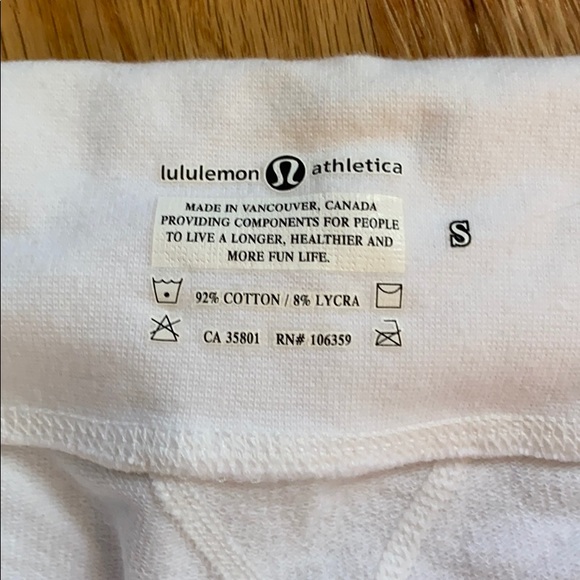 lululemon athletica
MADE IN VANCOUVER, CANADA
PROVIDING COMPONENTS FOR PEOPLE
TO LIVE A LONGER, HEALTHIER AND
MORE FUN LIFE.
S
92% COTTON / 8% LYCRA
CA 35801 RN# 106359